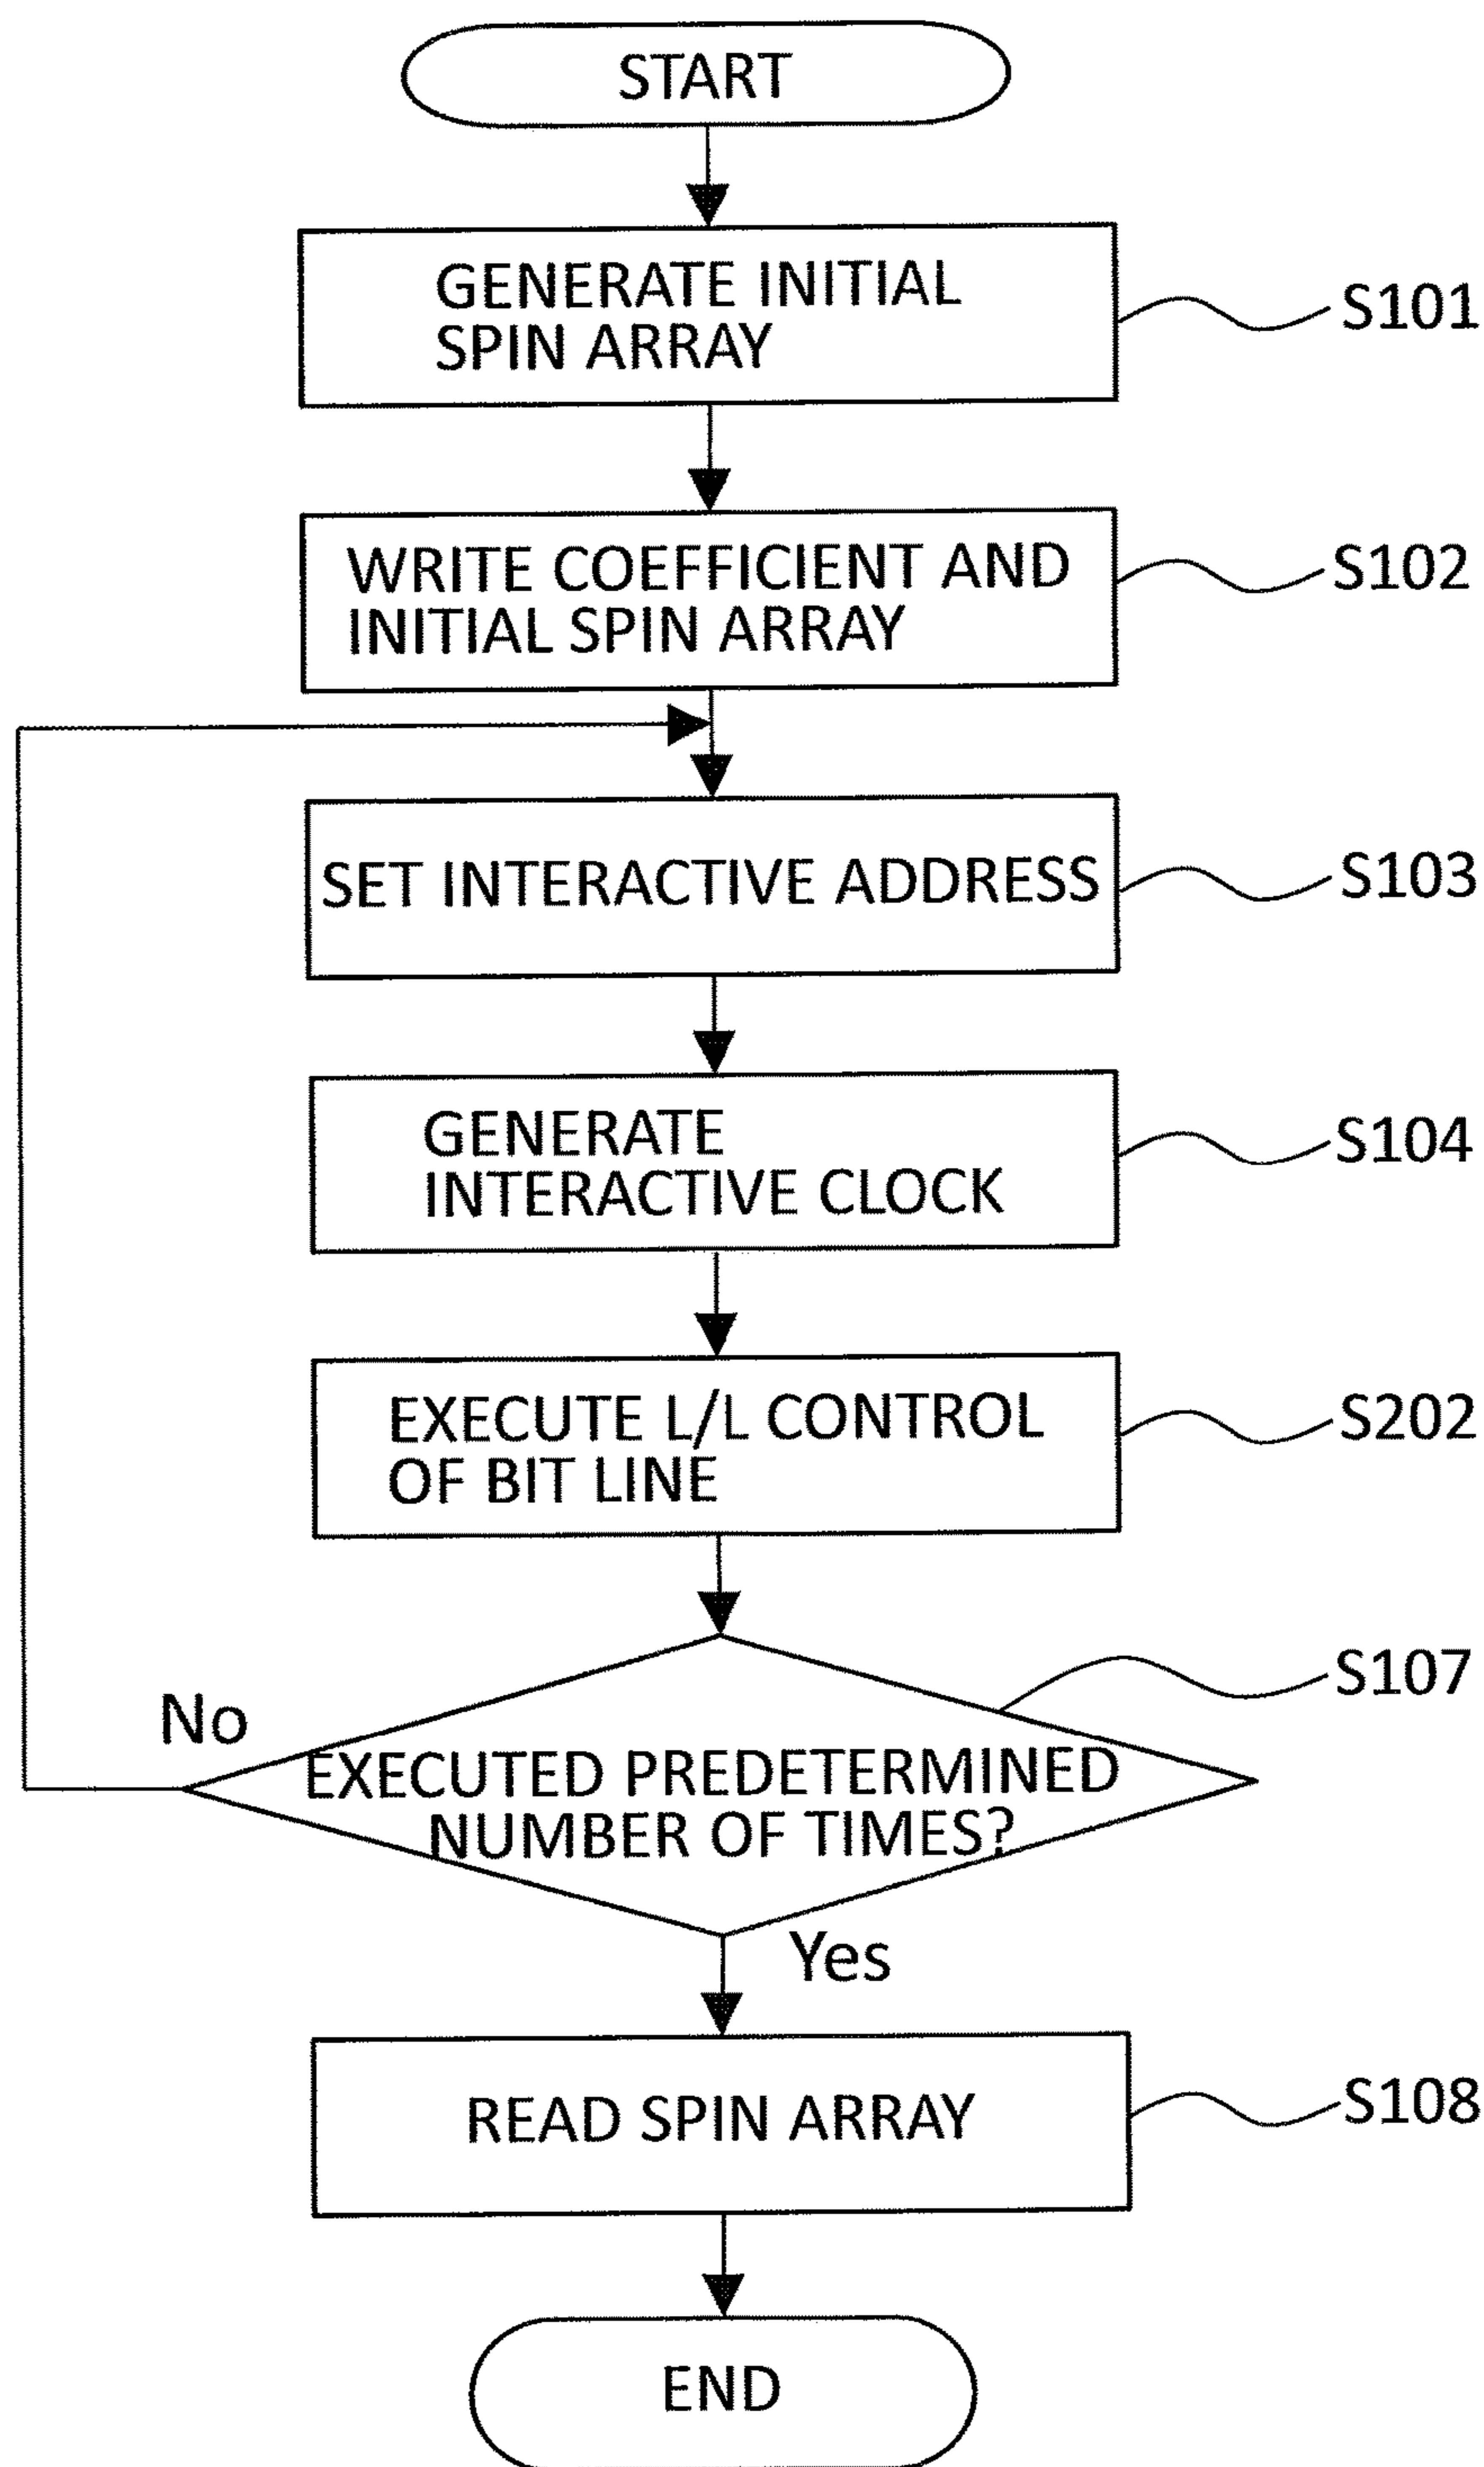 START
GENERATE INITIAL
SPIN ARRAY
S101
WRITE COEFFICIENT AND
INITIAL SPIN ARRAY
S102
SET INTERACTIVE ADDRESS
S103
GENERATE
INTERACTIVE CLOCK
S104
EXECUTE L/L CONTROL
OF BIT LINE
S202
S107
No
EXECUTED PREDETERMINED
NUMBER OF TIMES?
Yes
READ SPIN ARRAY
S108
END